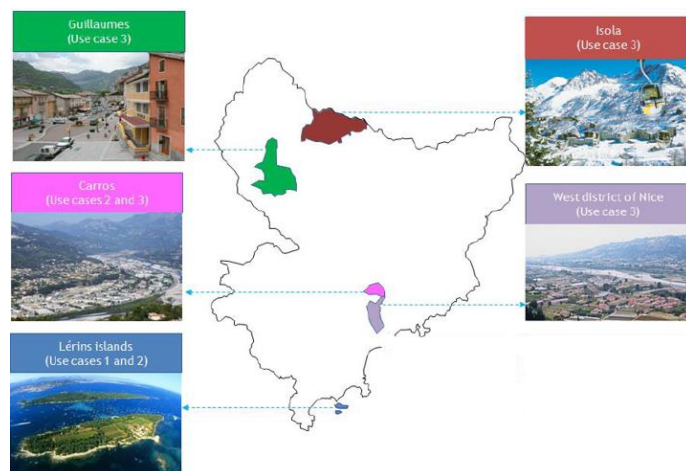 Guillaumes
(Use case 3)
Isola
(Use case 3)
Carros
(Use cases 2 and 3)
West district of Nice
(Use case 3)
Lérins islands
(Use cases 1 and 2)